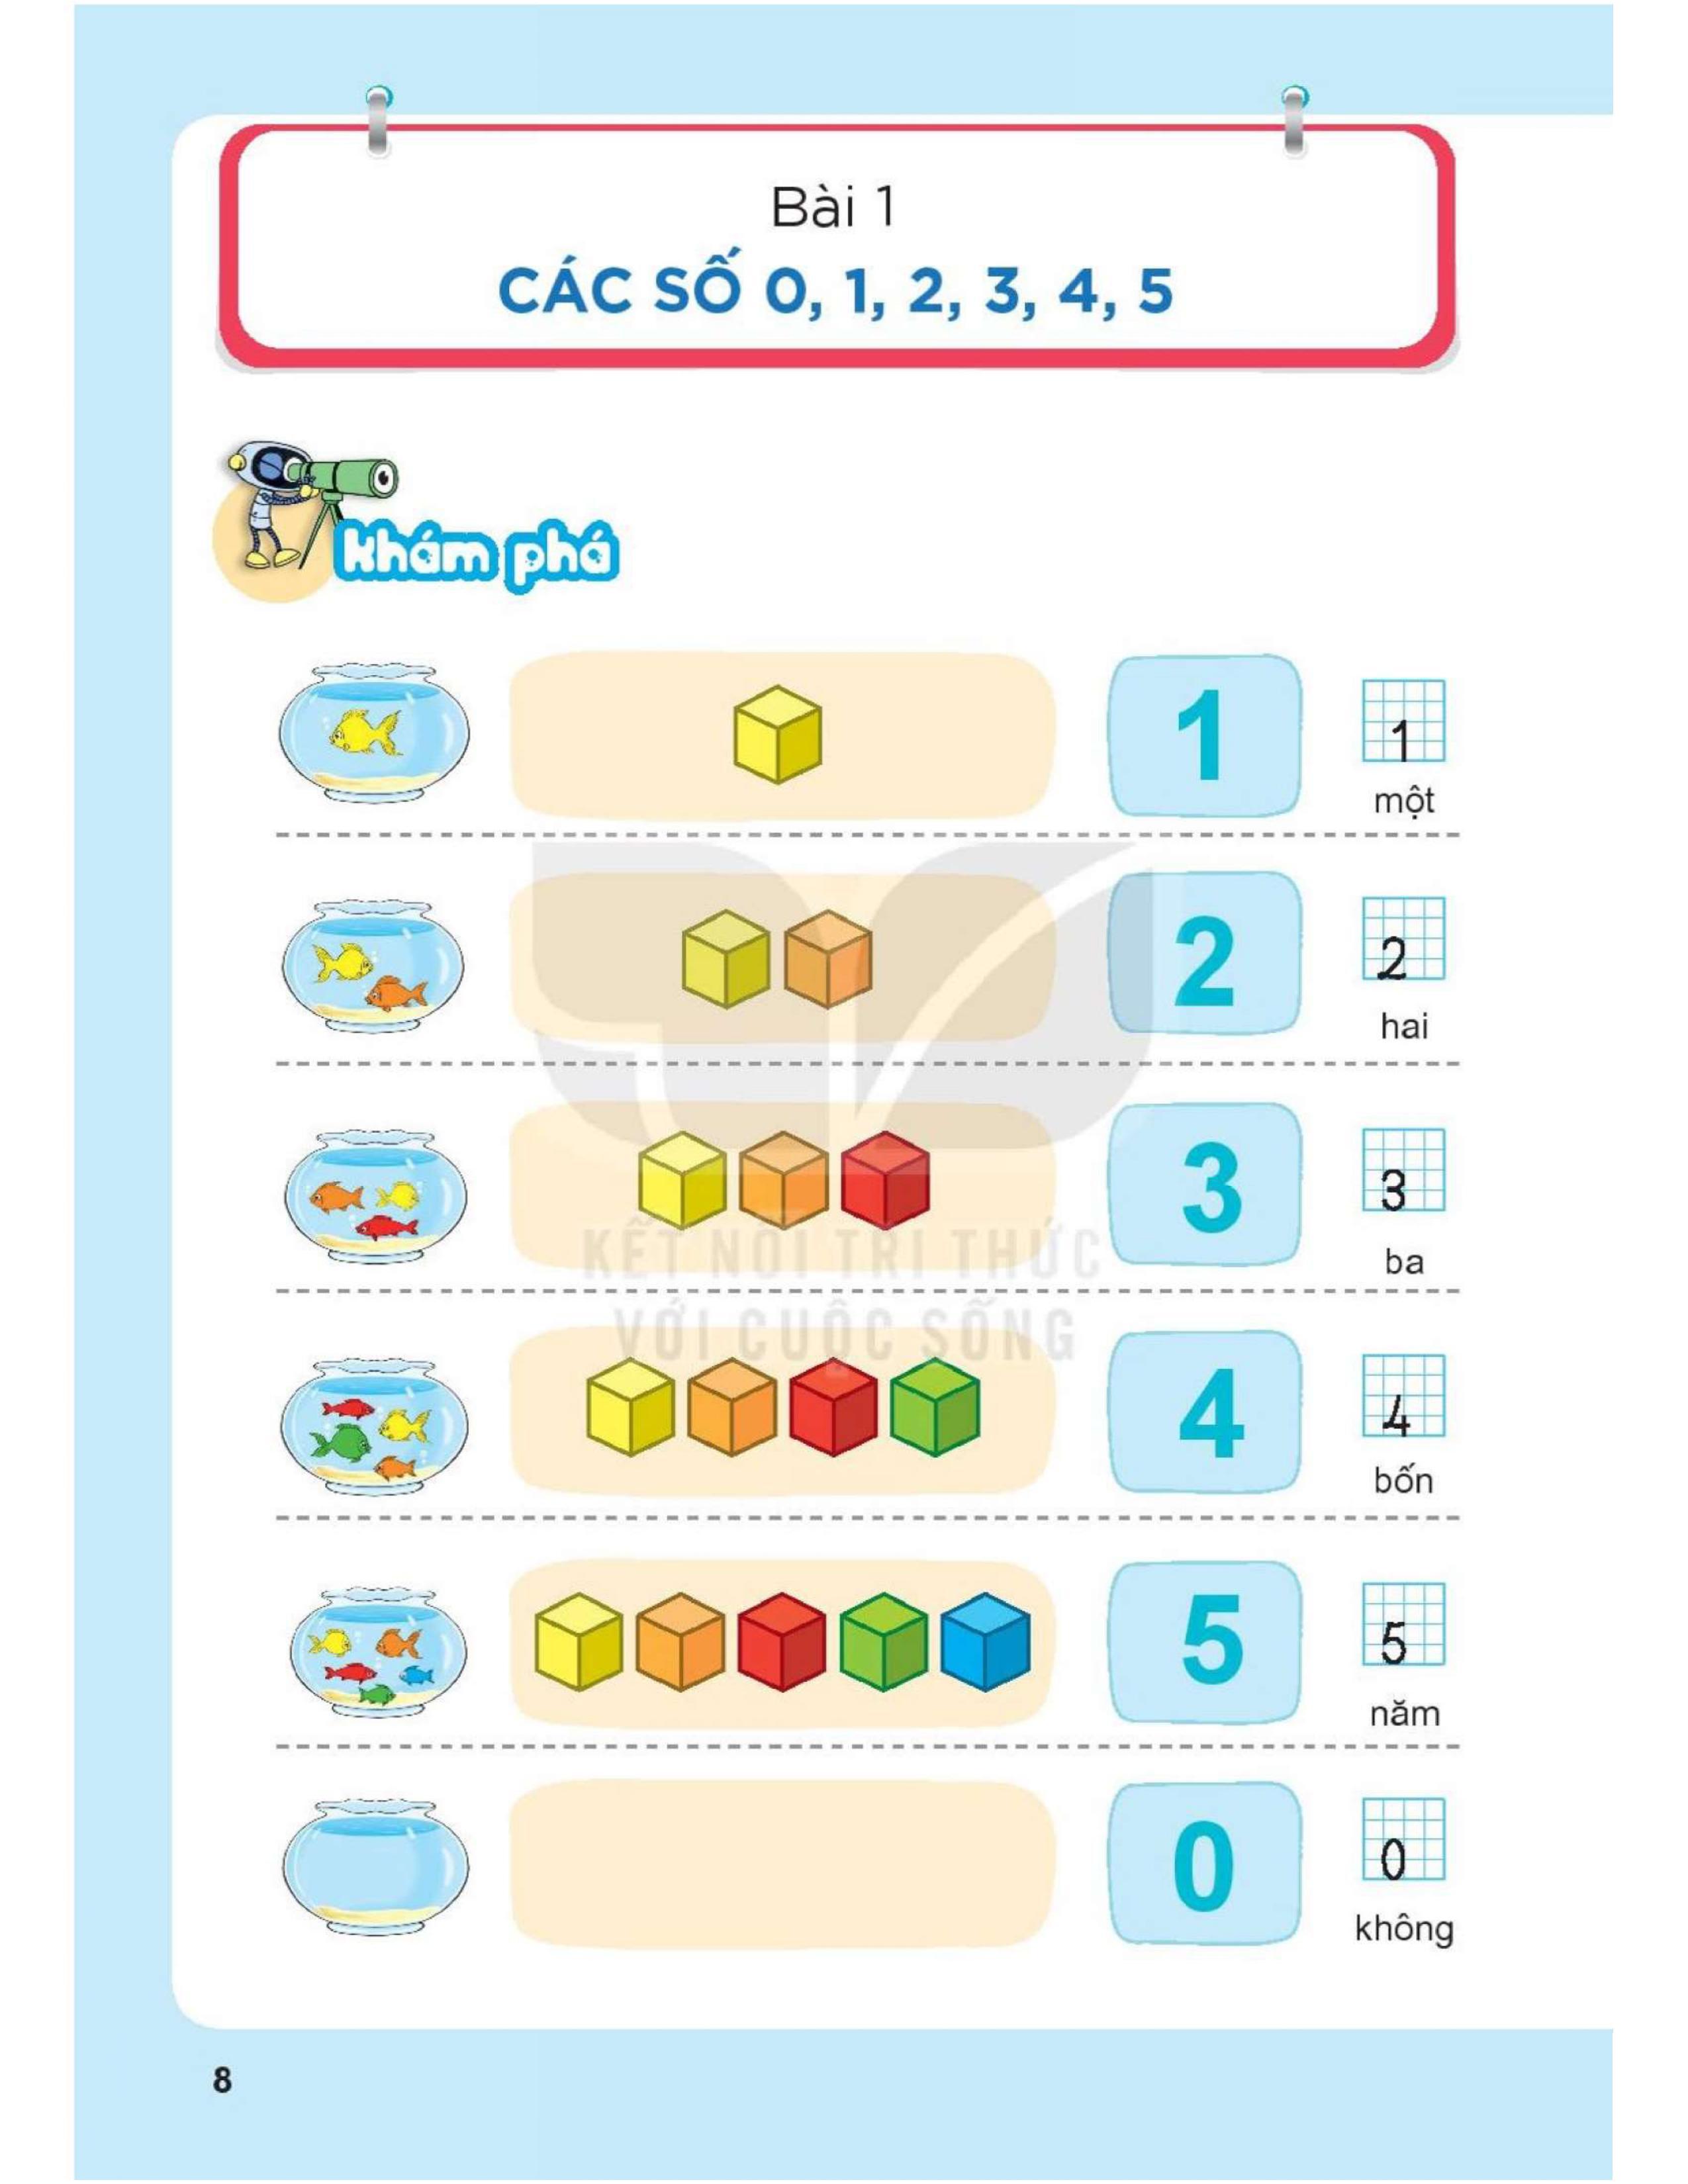 Bài 1
CÁC SỐ 0, 1, 2, 3, 4, 5
Khám phá
1 1
một
2 2
hai
3 3
ba
KẾT NỐI TRI THỨC
VỚI CUỘC SỐNG
4 4
bốn
5 5
năm
0 0
không
8